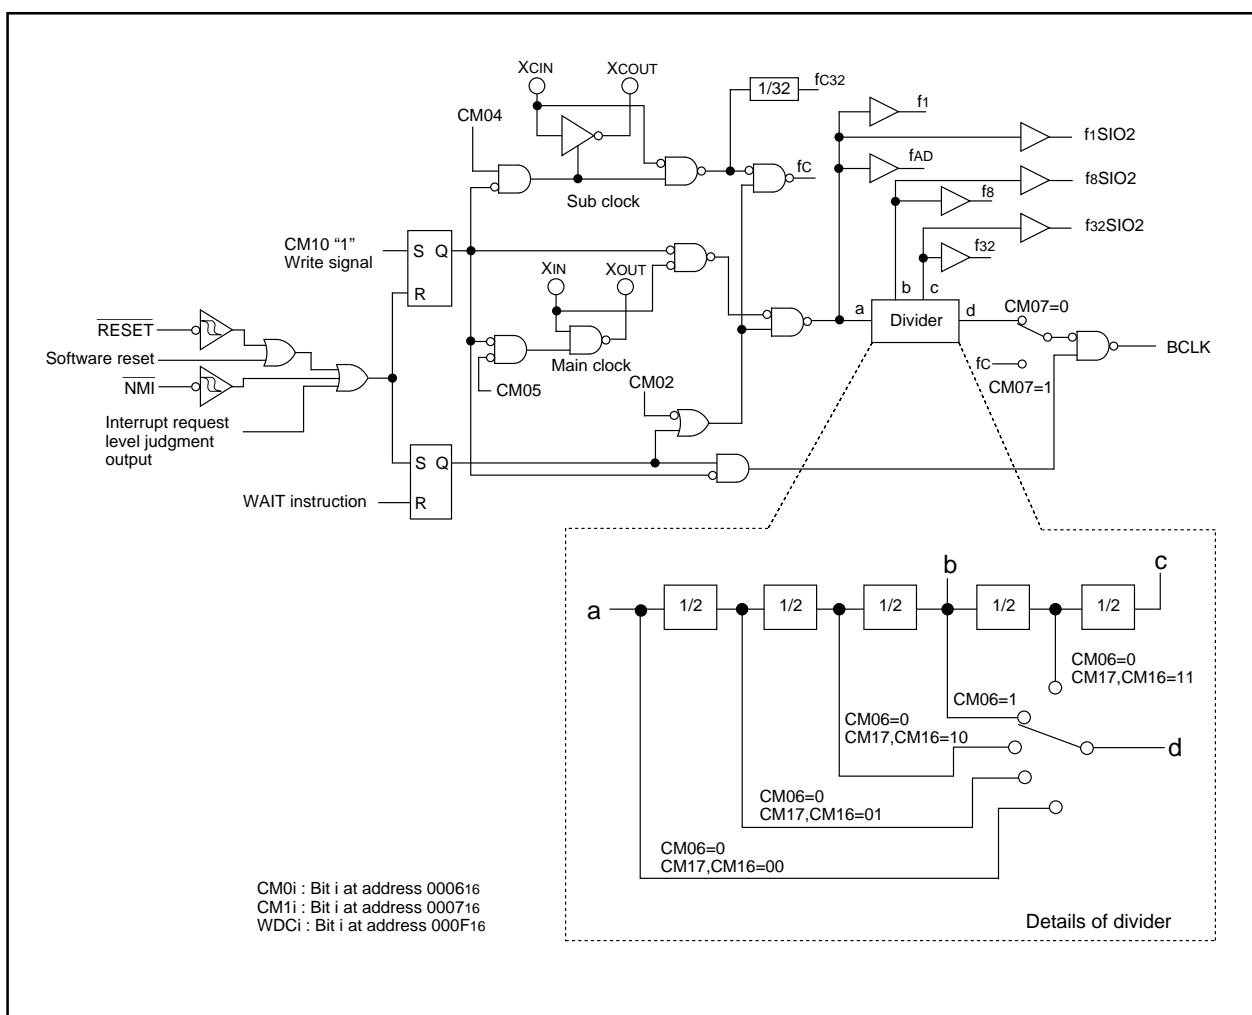 XCIN
XCOUT
1/32
fC32
CM04
f1
f1SIO2
fAD
fC
f8SIO2
f8
Sub clock
f32SIO2
f32
CM10 “1”
Write signal
S Q
R
XIN
XOUT
b
c
a
Divider
d
CM07=0
BCLK
fC
CM07=1
RESET
Software reset
NMI
Interrupt request
level judgment
output
Main clock
CM05
CM02
S Q
R
WAIT instruction
b
c
a
1/2
1/2
1/2
1/2
1/2
CM06=0
CM17,CM16=11
CM06=1
CM06=0
CM17,CM16=10
d
CM06=0
CM17,CM16=01
CM06=0
CM17,CM16=00
CM0i : Bit i at address 000616
CM1i : Bit i at address 000716
WDCi : Bit i at address 000F16
Details of divider